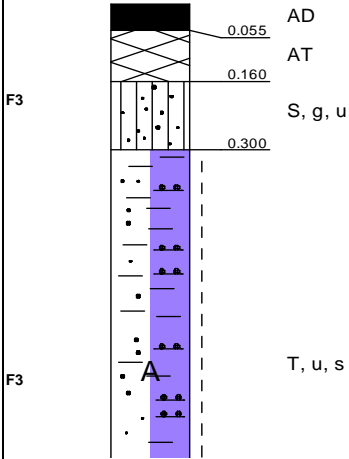 AD
0.055
AT
0.160
F3
S, g, u
0.300
T, u, s
A
F3